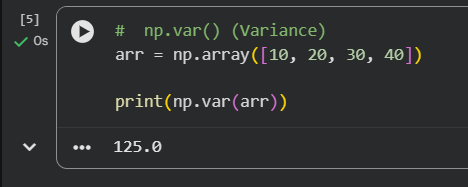 [5]
0s
# np.var() (Variance)
arr = np.array([10, 20, 30, 40])
print(np.var(arr))
125.0